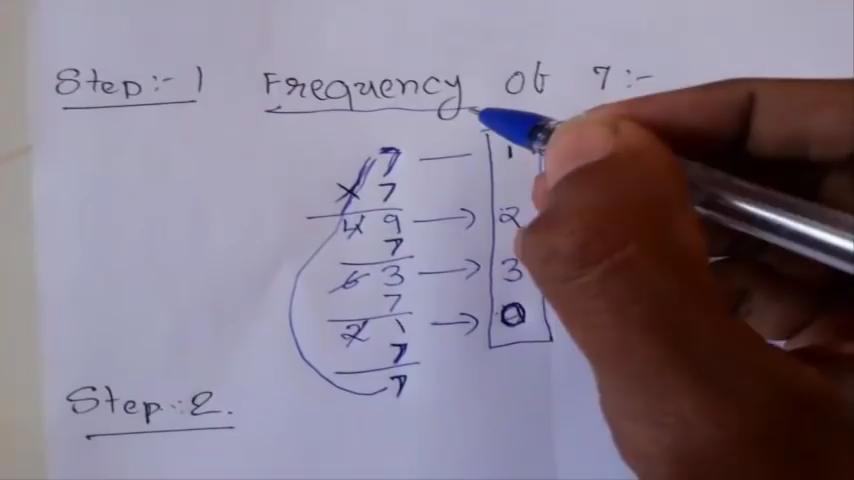 Step:- 1 Frequency of 7:-
7 — 1
× 7
49 → 2
7
63 → 3
7
21 → 0
7
7
Step:2.